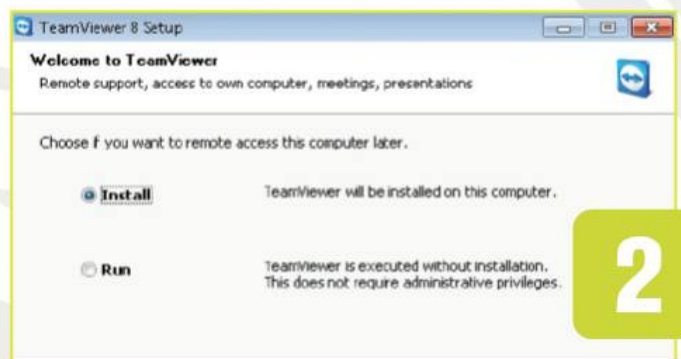 TeamViewer 8 Setup
Welcome to TeamViewer
Remote support, access to own computer, meetings, presentations
Choose f you want to remote access this computer later.
Install
TeamViewer will be installed on this computer.
Run
TeamViewer is executed without installation.
This does not require administrative privileges.
2